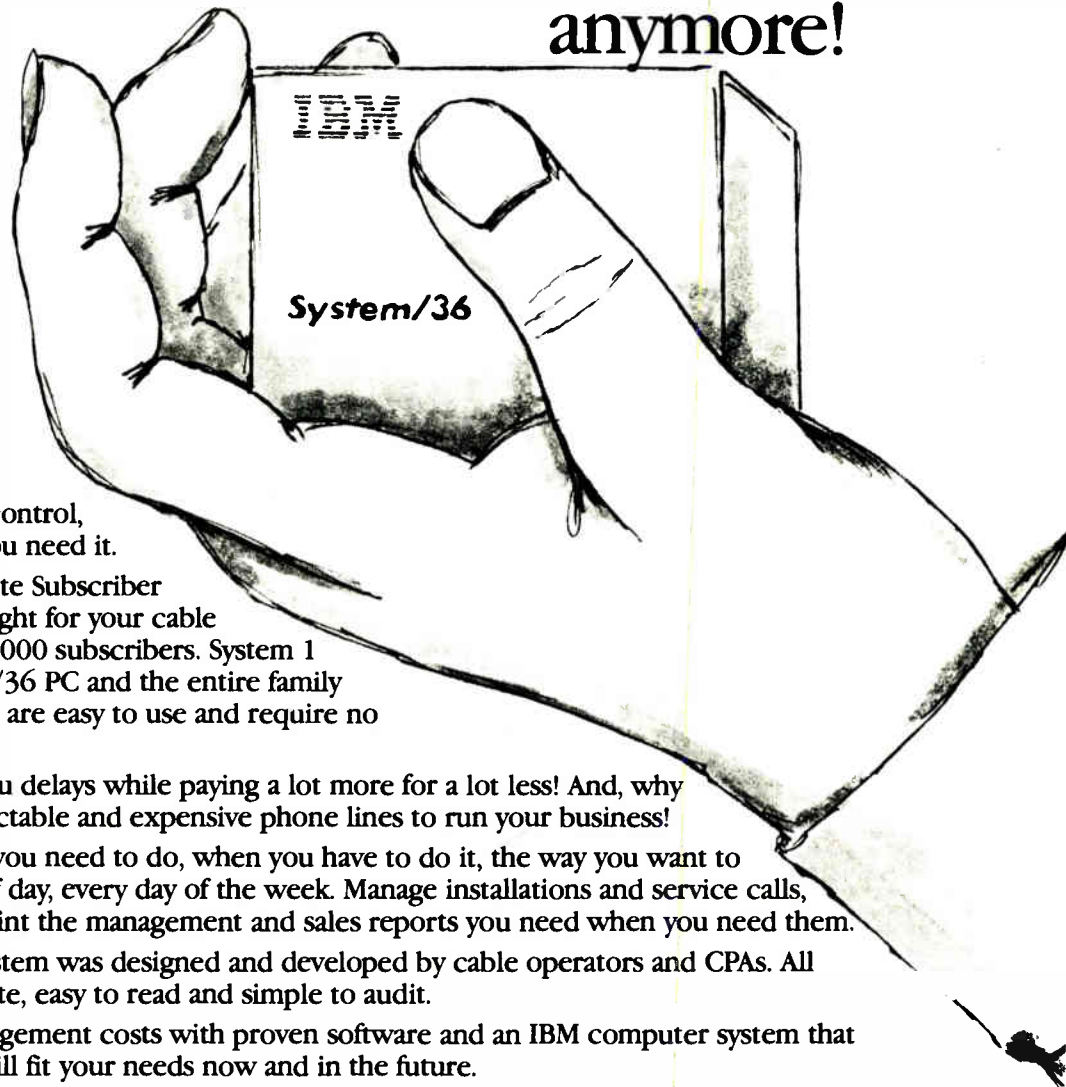 anymore!
IBM
System/36
ontrol,
ou need it.
te Subscriber
ght for your cable
000 subscribers. System 1
/36 PC and the entire family
are easy to use and require no
u delays while paying a lot more for a lot less! And, why
ctable and expensive phone lines to run your business!
you need to do, when you have to do it, the way you want to
f day, every day of the week. Manage installations and service calls,
int the management and sales reports you need when you need them.
stem was designed and developed by cable operators and CPAs. All
te, easy to read and simple to audit.
gement costs with proven software and an IBM computer system that
ill fit your needs now and in the future.